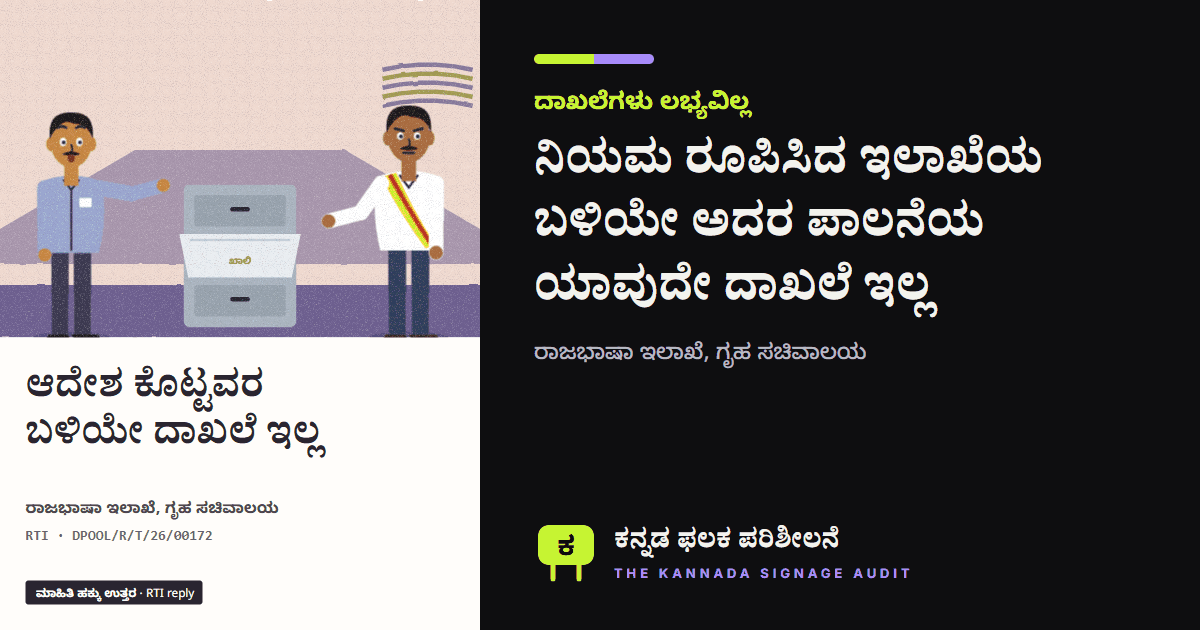 ಖಾಲಿ
ಆದೇಶ ಕೊಟ್ಟವರ
ಬಳಿಯೇ ದಾಖಲೆ ಇಲ್ಲ
ರಾಜಭಾಷಾ ಇಲಾಖೆ, ಗೃಹ ಸಚಿವಾಲಯ
RTI · DPOOL/R/T/26/00172
ಮಾಹಿತಿ ಹಕ್ಕು ಉತ್ತರ · RTI reply
ದಾಖಲೆಗಳು ಲಭ್ಯವಿಲ್ಲ
ನಿಯಮ ರೂಪಿಸಿದ ಇಲಾಖೆಯ
ಬಳಿಯೇ ಅದರ ಪಾಲನೆಯ
ಯಾವುದೇ ದಾಖಲೆ ಇಲ್ಲ
ರಾಜಭಾಷಾ ಇಲಾಖೆ, ಗೃಹ ಸಚಿವಾಲಯ
ಕ
ಕನ್ನಡ ಫಲಕ ಪರಿಶೀಲನೆ
THE KANNADA SIGNAGE AUDIT